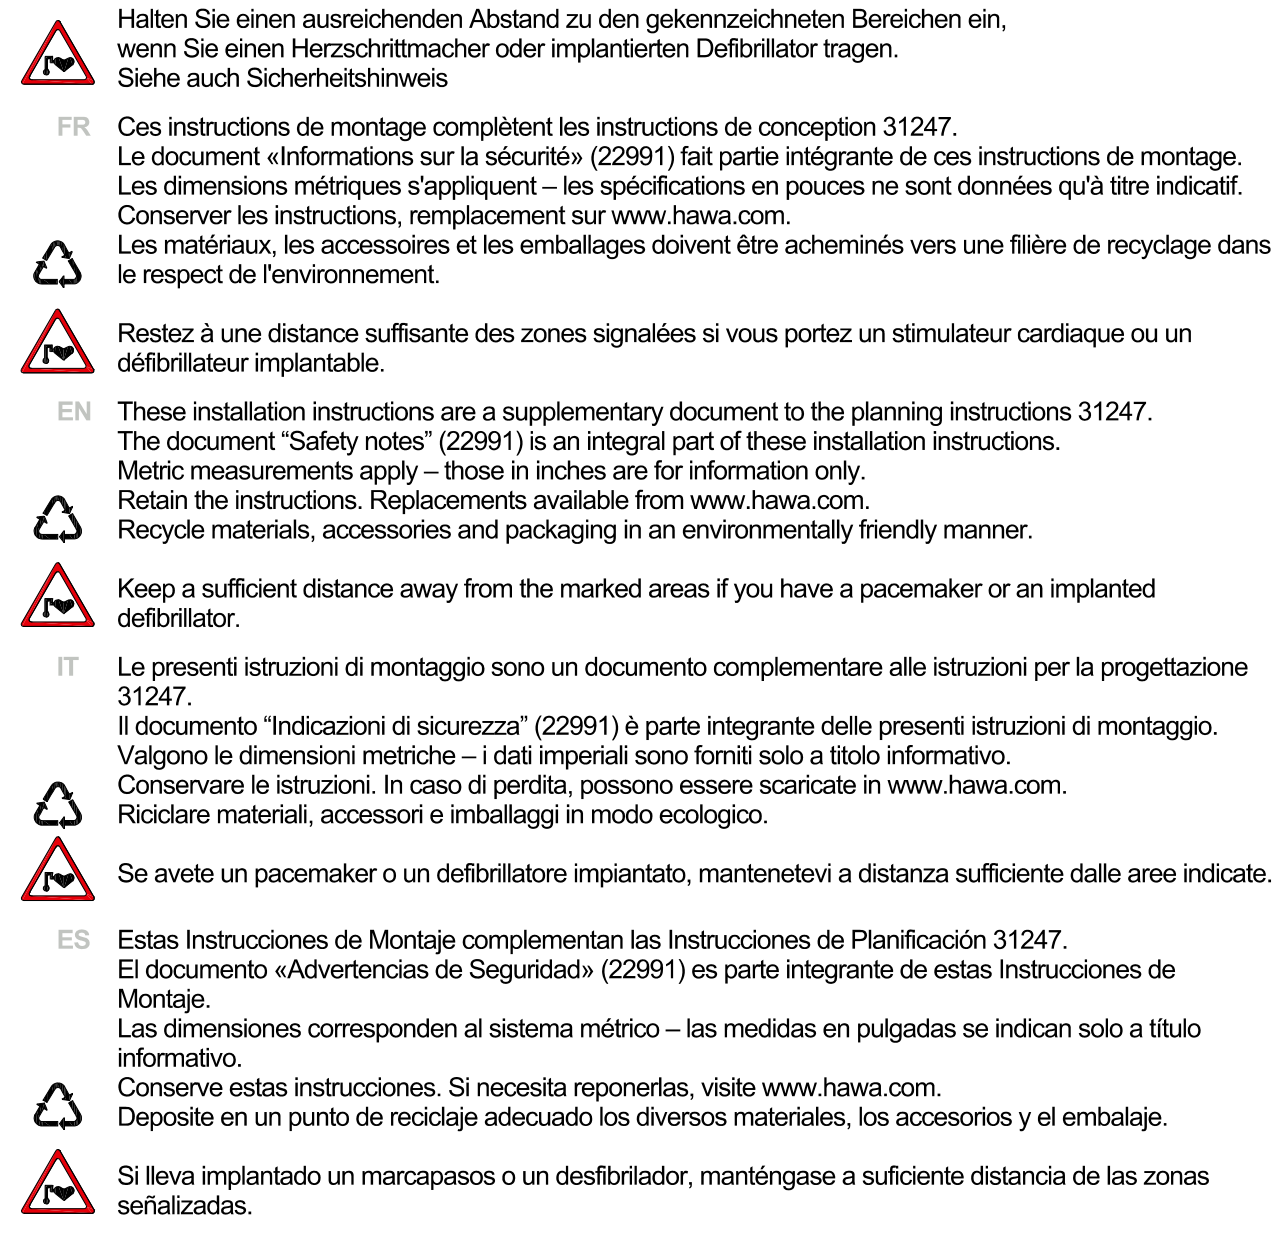 Halten Sie einen ausreichenden Abstand zu den gekennzeichneten Bereichen ein,
wenn Sie einen Herzschrittmacher oder implantierten Defibrillator tragen.
Siehe auch Sicherheitshinweis
FR Ces instructions de montage complètent les instructions de conception 31247.
Le document «Informations sur la sécurité» (22991) fait partie intégrante de ces instructions de montage.
Les dimensions métriques s'appliquent – les spécifications en pouces ne sont données qu'à titre indicatif.
Conserver les instructions, remplacement sur www.hawa.com.
Les matériaux, les accessoires et les emballages doivent être acheminés vers une filière de recyclage dans
le respect de l'environnement.
Restez à une distance suffisante des zones signalées si vous portez un stimulateur cardiaque ou un
défibrillateur implantable.
EN These installation instructions are a supplementary document to the planning instructions 31247.
The document “Safety notes” (22991) is an integral part of these installation instructions.
Metric measurements apply – those in inches are for information only.
Retain the instructions. Replacements available from www.hawa.com.
Recycle materials, accessories and packaging in an environmentally friendly manner.
Keep a sufficient distance away from the marked areas if you have a pacemaker or an implanted
defibrillator.
IT Le presenti istruzioni di montaggio sono un documento complementare alle istruzioni per la progettazione
31247.
Il documento “Indicazioni di sicurezza” (22991) è parte integrante delle presenti istruzioni di montaggio.
Valgono le dimensioni metriche – i dati imperiali sono forniti solo a titolo informativo.
Conservare le istruzioni. In caso di perdita, possono essere scaricate in www.hawa.com.
Riciclare materiali, accessori e imballaggi in modo ecologico.
Se avete un pacemaker o un defibrillatore impiantato, mantenetevi a distanza sufficiente dalle aree indicate.
ES Estas Instrucciones de Montaje complementan las Instrucciones de Planificación 31247.
El documento «Advertencias de Seguridad» (22991) es parte integrante de estas Instrucciones de
Montaje.
Las dimensiones corresponden al sistema métrico – las medidas en pulgadas se indican solo a título
informativo.
Conserve estas instrucciones. Si necesita reponerlas, visite www.hawa.com.
Deposite en un punto de reciclaje adecuado los diversos materiales, los accesorios y el embalaje.
Si lleva implantado un marcapasos o un desfibrilador, manténgase a suficiente distancia de las zonas
señalizadas.